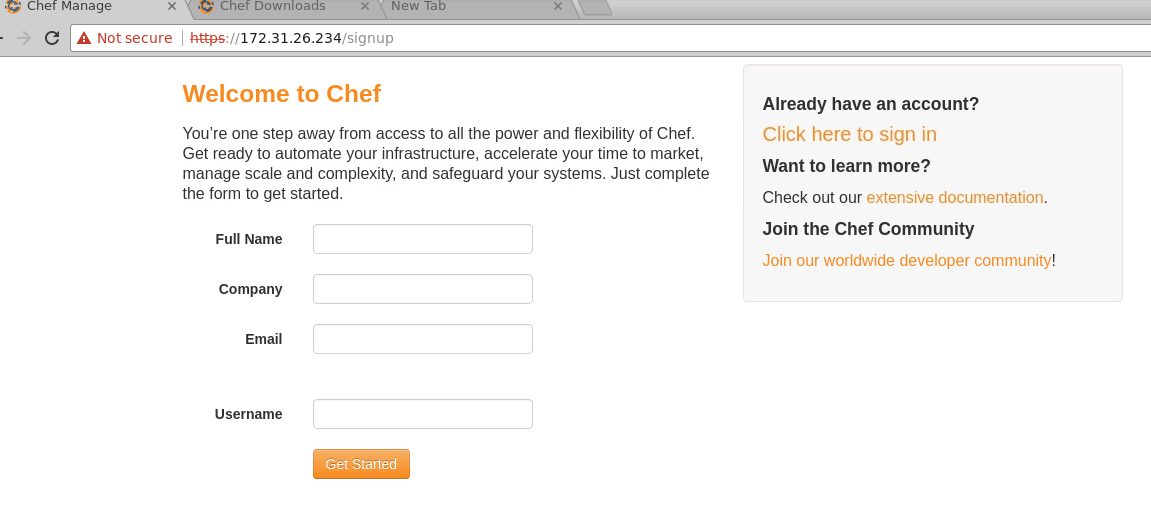 Chef Manage
Chef Downloads
New Tab
Not secure
https://172.31.26.234/signup
Welcome to Chef
You’re one step away from access to all the power and flexibility of Chef.
Get ready to automate your infrastructure, accelerate your time to market,
manage scale and complexity, and safeguard your systems. Just complete
the form to get started.
Full Name
Company
Email
Username
Get Started
Already have an account?
Click here to sign in
Want to learn more?
Check out our extensive documentation.
Join the Chef Community
Join our worldwide developer community!